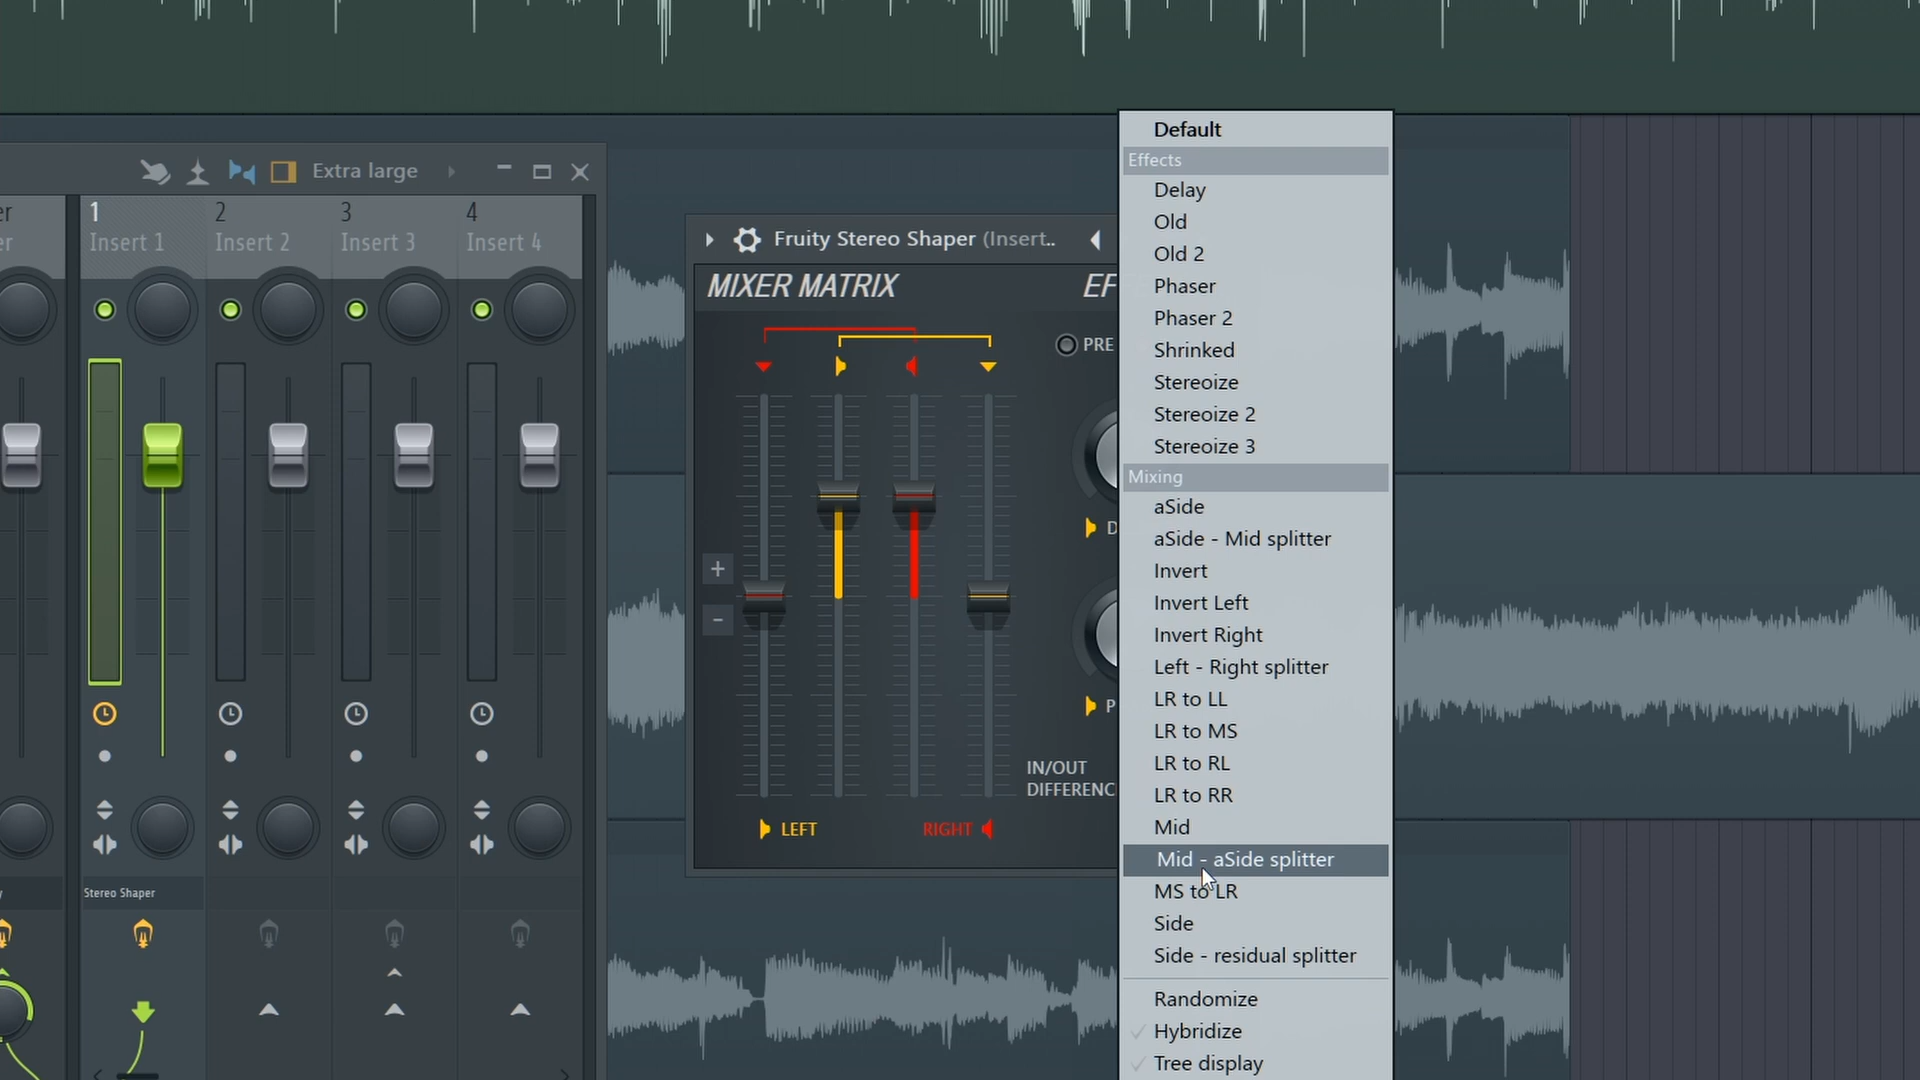 Extra large
er
1
2
3
4
er
Insert 1
Insert 2
Insert 3
Insert 4
Stereo Shaper
y
Fruity Stereo Shaper (Insert..
MIXER MATRIX
EF
PRE
D
P
+
-
IN/OUT
DIFFERENC
LEFT
RIGHT
Default
Effects
Delay
Old
Old 2
Phaser
Phaser 2
Shrinked
Stereoize
Stereoize 2
Stereoize 3
Mixing
aSide
aSide - Mid splitter
Invert
Invert Left
Invert Right
Left - Right splitter
LR to LL
LR to MS
LR to RL
LR to RR
Mid
Mid - aSide splitter
MS to LR
Side
Side - residual splitter
Randomize
Hybridize
Tree display